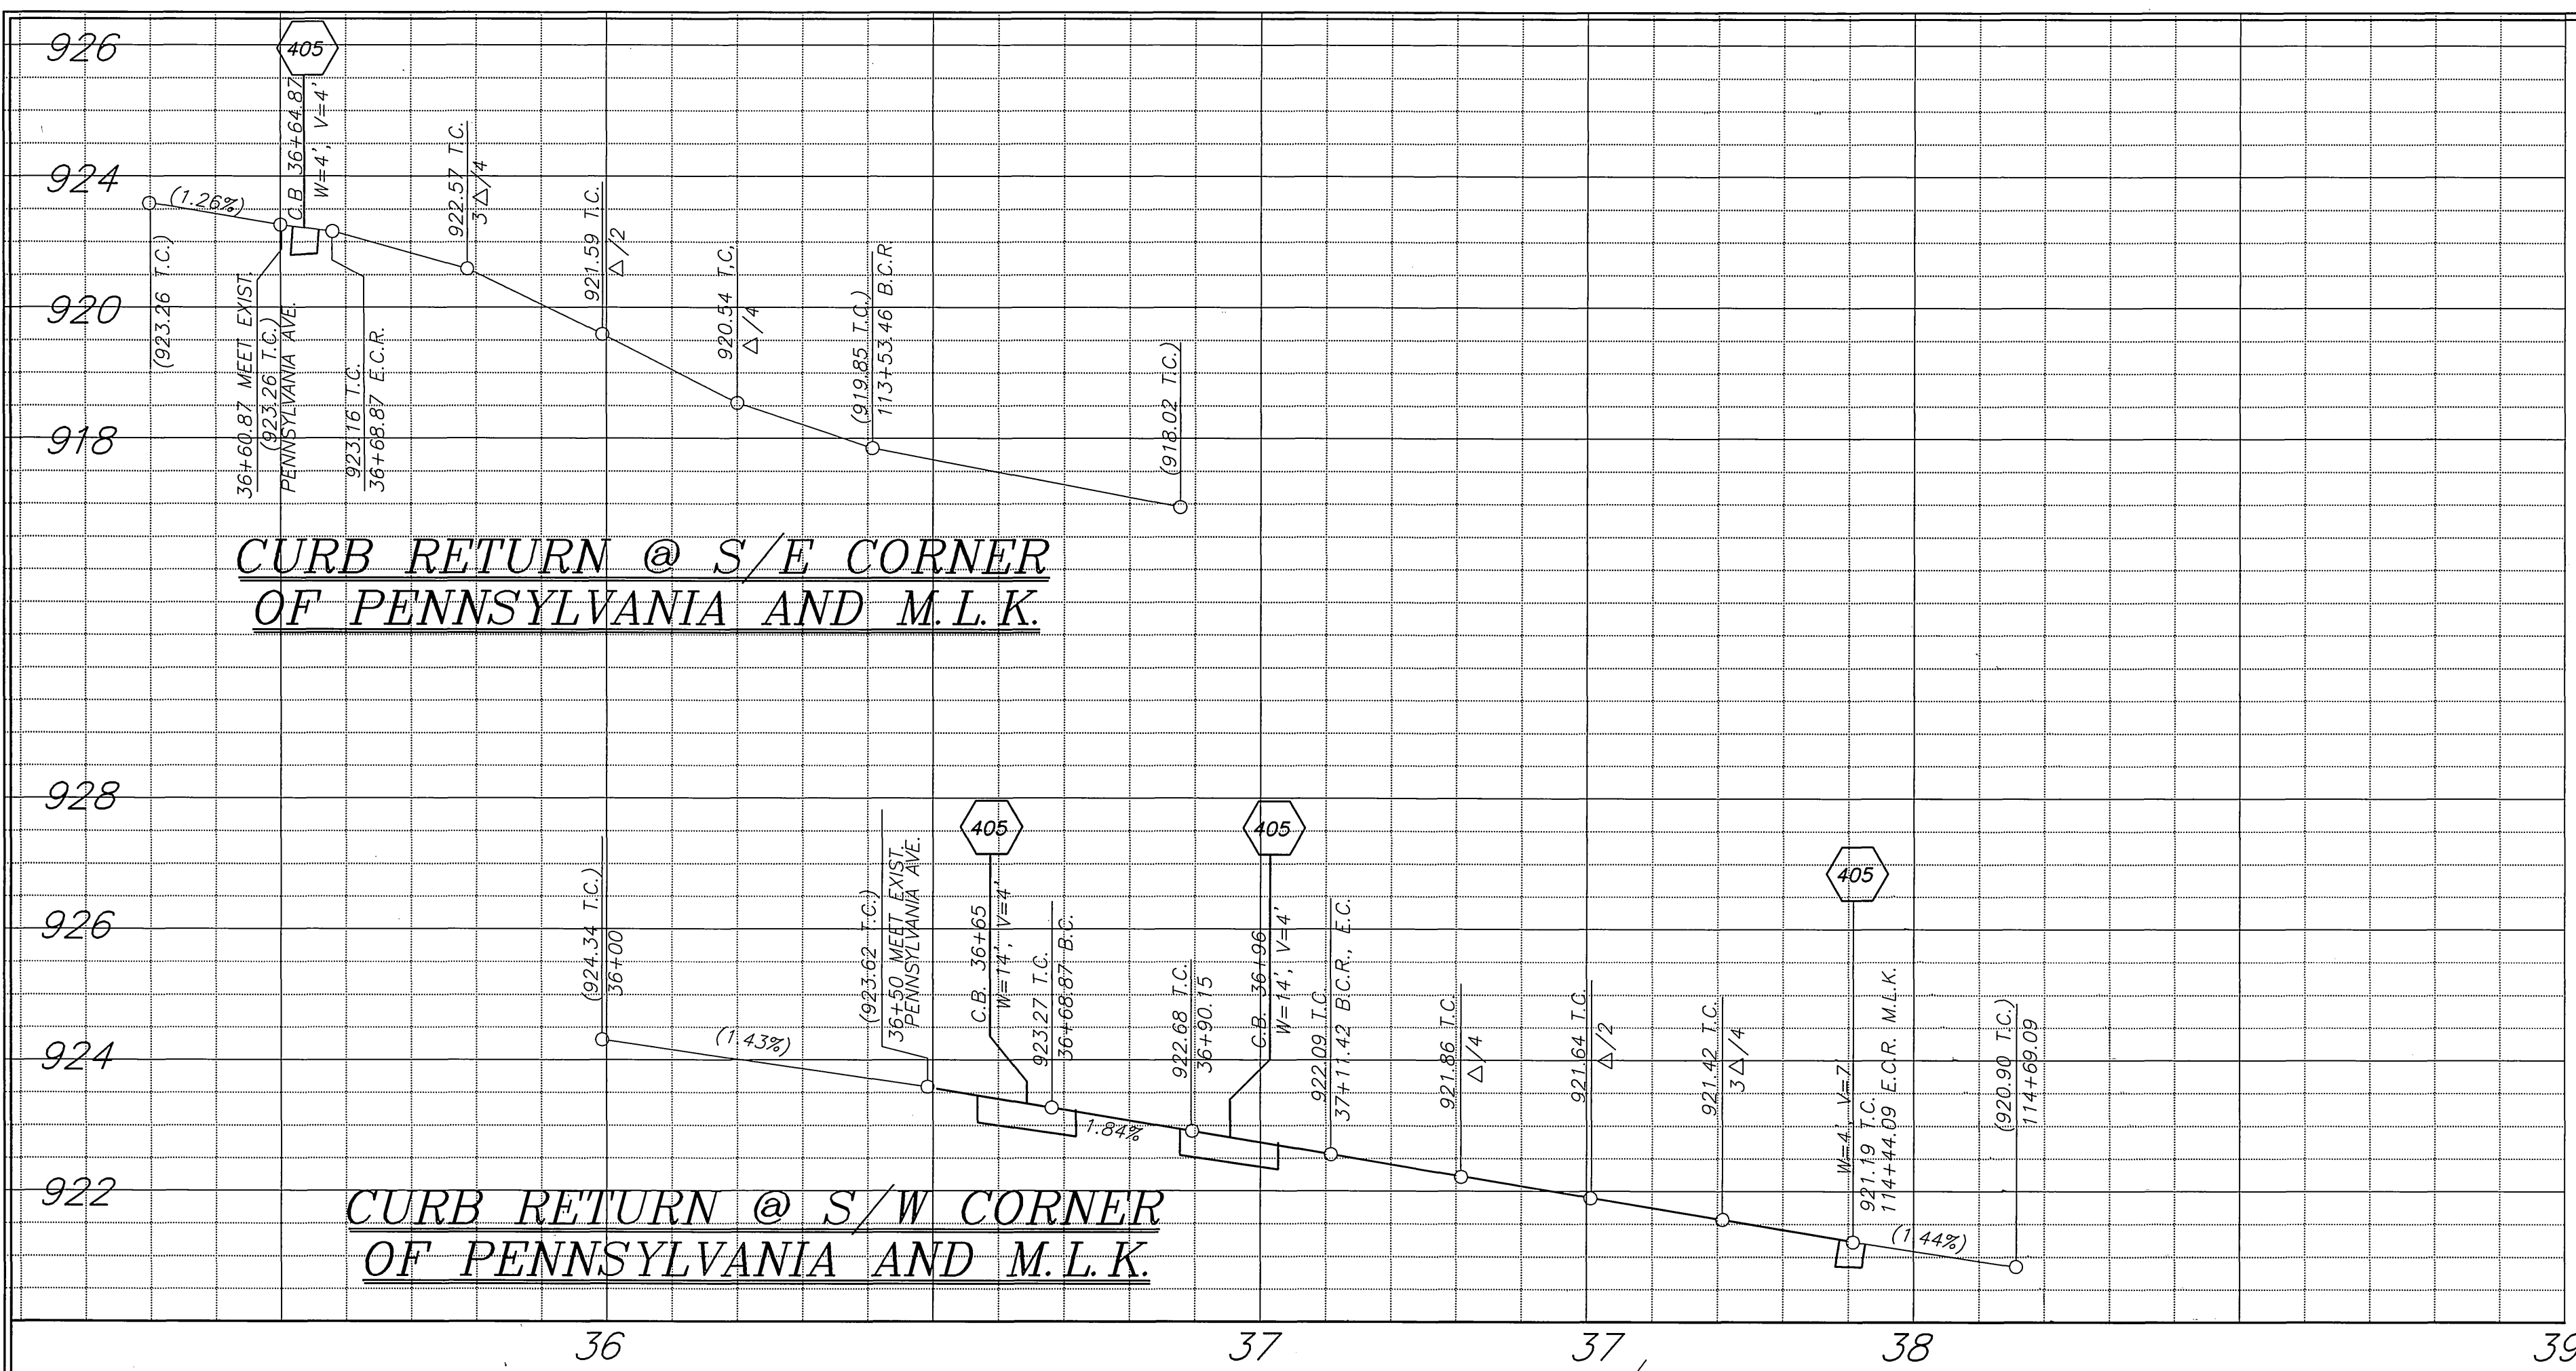 926
924
920
918
405
C.B 36+64.87
W=4', V=4'
(1.26%)
(923.26 T.C.)
36+60.87 MEET EXIST.
(923.26 T.C.)
PENNSYLVANIA AVE.
923.16 T.C.
36+68.87 E.C.R.
922.57 T.C.
3 △/4
921.59 T.C.
△/2
920.54 T.C,
△/4
(919.85 T.C.)
113+53.46 B.C.R
(918.02 T.C.)
CURB RETURN @ S/E CORNER
OF PENNSYLVANIA AND M.L.K.
928
926
924
922
(924.34 T.C.)
36+00
(1.43%)
(923.62 T.C.)
36+50 MEET EXIST.
PENNSYLVANIA AVE.
405
C.B. 36+65
W=14', V=4'
923.27 T.C.
36+68.87 B.C.
1.84%
922.68 T.C.
36+90.15
405
C.B. 36+96
W=14', V=4'
922.09 T.C.
37+11.42 B.C.R., E.C.
921.86 T.C.
△/4
921.64 T.C.
△/2
921.42 T.C.
3 △/4
405
W=4', V=7'
921.19 T.C.
114+44.09 E.C.R. M.L.K.
(1.44%)
(920.90 T.C.)
114+69.09
CURB RETURN @ S/W CORNER
OF PENNSYLVANIA AND M.L.K.
36 37 37 38 39